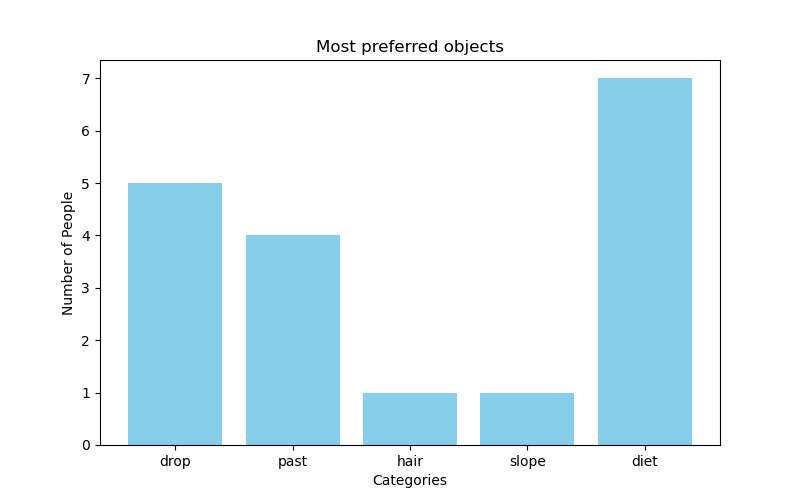 Most preferred objects
7
6
5
4
3
2
1
0
Number of People
drop past hair slope diet
Categories